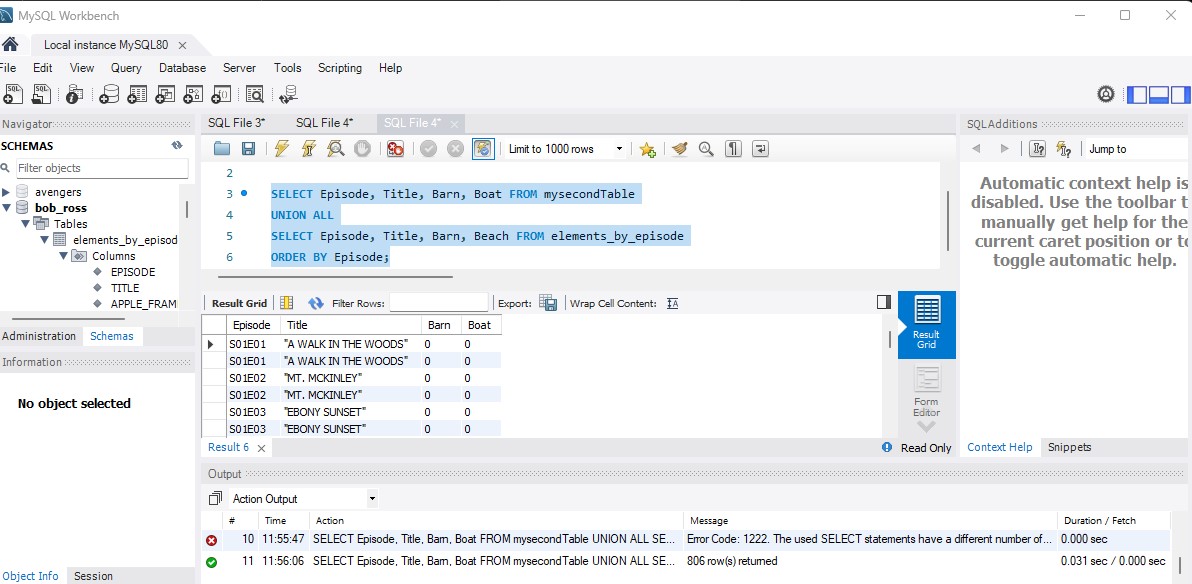 MySQL Workbench
Local instance MySQL80
File Edit View Query Database Server Tools Scripting Help
Navigator
SCHEMAS
Filter objects
avengers
bob_ross
Tables
elements_by_episod
Columns
EPISODE
TITLE
APPLE_FRAM
Administration Schemas
Information
No object selected
Object Info Session
SQL File 3* SQL File 4* SQL File 4*
Limit to 1000 rows
2
3 SELECT Episode, Title, Barn, Boat FROM mysecondTable
4 UNION ALL
5 SELECT Episode, Title, Barn, Beach FROM elements_by_episode
6 ORDER BY Episode;
Result Grid Filter Rows: Export: Wrap Cell Content:
Episode Title Barn Boat
S01E01 "A WALK IN THE WOODS" 0 0
S01E01 "A WALK IN THE WOODS" 0 0
S01E02 "MT. MCKINLEY" 0 0
S01E02 "MT. MCKINLEY" 0 0
S01E03 "EBONY SUNSET" 0 0
S01E03 "EBONY SUNSET" 0 0
Result
Grid
Form
Editor
Result 6
Read Only
SQLAdditions
Jump to
Automatic context help is
disabled. Use the toolbar t
manually get help for the
current caret position or to
toggle automatic help.
Context Help Snippets
Output
Action Output
# Time Action Message Duration / Fetch
10 11:55:47 SELECT Episode, Title, Barn, Boat FROM mysecondTable UNION ALL SE... Error Code: 1222. The used SELECT statements have a different number of... 0.000 sec
11 11:56:06 SELECT Episode, Title, Barn, Boat FROM mysecondTable UNION ALL SE... 806 row(s) returned 0.031 sec / 0.000 sec